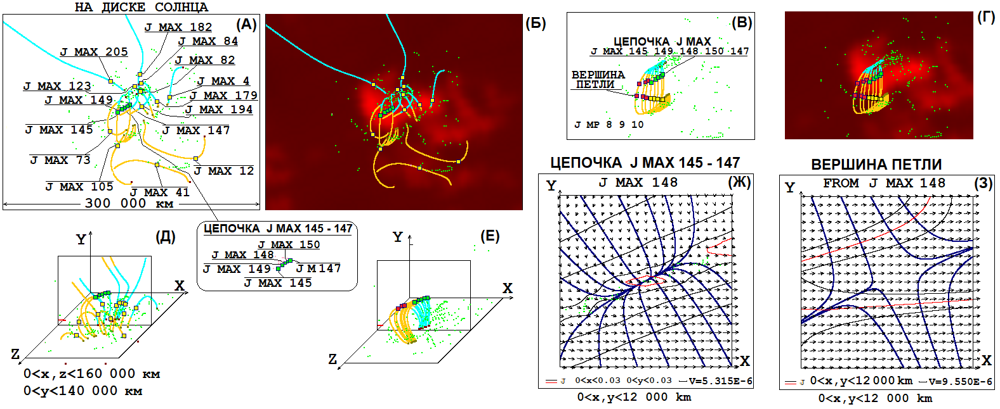 НА ДИСКЕ СОЛНЦА
(А)
J MAX 182
J MAX 84
J MAX 205
J MAX 82
J MAX 4
J MAX 123
J MAX 149
J MAX 179
J MAX 194
J MAX 145
J MAX 147
J MAX 73
J MAX 12
J MAX 105
J MAX 41
300 000 км
(Б)
(В)
ЦЕПОЧКА J MAX
J MAX 145 149 148 150 147
ВЕРШИНА
ПЕТЛИ
J MP 8 9 10
(Г)
(Д)
Y
X
Z
0<x,z<160 000 км
0<y<140 000 км
ЦЕПОЧКА J MAX 145 - 147
J MAX 150
J MAX 148
J MAX 149
J M 147
J MAX 145
(Е)
Y
X
Z
ЦЕПОЧКА J MAX 145 - 147
J MAX 148
(Ж)
Y
X
J 0<x<0.03 0<y<0.03 V=5.315E-6
0<x,y<12 000 km
ВЕРШИНА ПЕТЛИ
FROM J MAX 148
(З)
Y
X
J 0<x,y<12 000 km V=9.550E-6
0<x,y<12 000 km